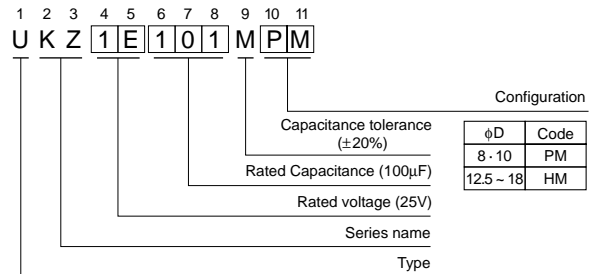 1 2 3 4 5 6 7 8 9 10 11
U K Z 1 E 1 0 1 M P M
Configuration
Capacitance tolerance
(±20%)
Rated Capacitance (100μF)
Rated voltage (25V)
Series name
Type
ϕD Code
8 · 10 PM
12.5 ~ 18 HM